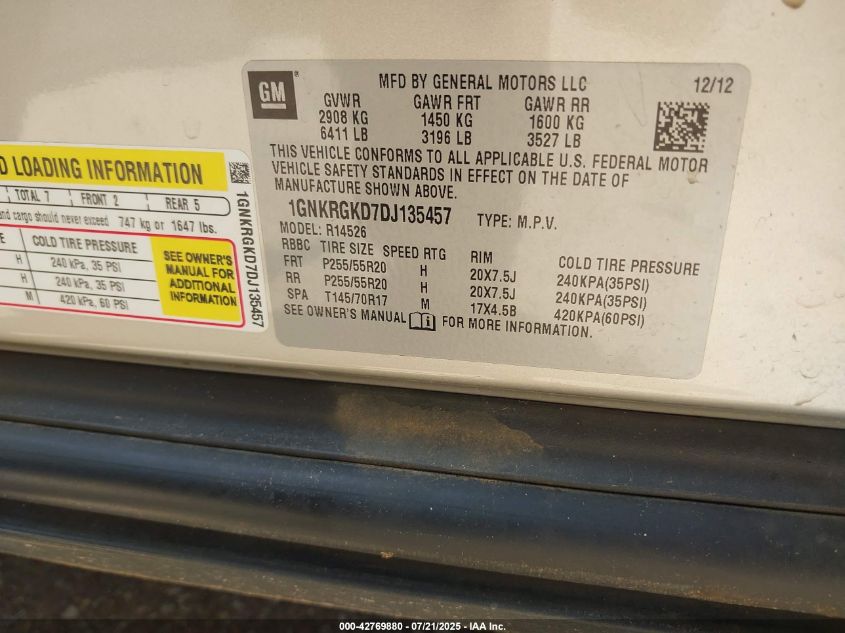 GM
MFD BY GENERAL MOTORS LLC 12/12
GVWR GAWR FRT GAWR RR
2908 KG 1450 KG 1600 KG
6411 LB 3196 LB 3527 LB
THIS VEHICLE CONFORMS TO ALL APPLICABLE U.S. FEDERAL MOTOR
VEHICLE SAFETY STANDARDS IN EFFECT ON THE DATE OF
MANUFACTURE SHOWN ABOVE.
1GNKRGKD7DJ135457 TYPE: M.P.V.
MODEL: R14526
RBBC TIRE SIZE SPEED RTG RIM COLD TIRE PRESSURE
FRT P255/55R20 H 20X7.5J 240KPA(35PSI)
RR P255/55R20 H 20X7.5J 240KPA(35PSI)
SPA T145/70R17 M 17X4.5B 420KPA(60PSI)
SEE OWNER'S MANUAL i FOR MORE INFORMATION.
D LOADING INFORMATION
TOTAL 7 FRONT 2 REAR 5
and cargo should never exceed 747 kg or 1647 lbs.
COLD TIRE PRESSURE
H 240 kPa, 35 PSI
H 240 kPa, 35 PSI
M 420 kPa, 60 PSI
SEE OWNER'S
MANUAL FOR
ADDITIONAL
INFORMATION
1GNKRGKD7DJ135457
000-42769880 - 07/21/2025 - IAA Inc.